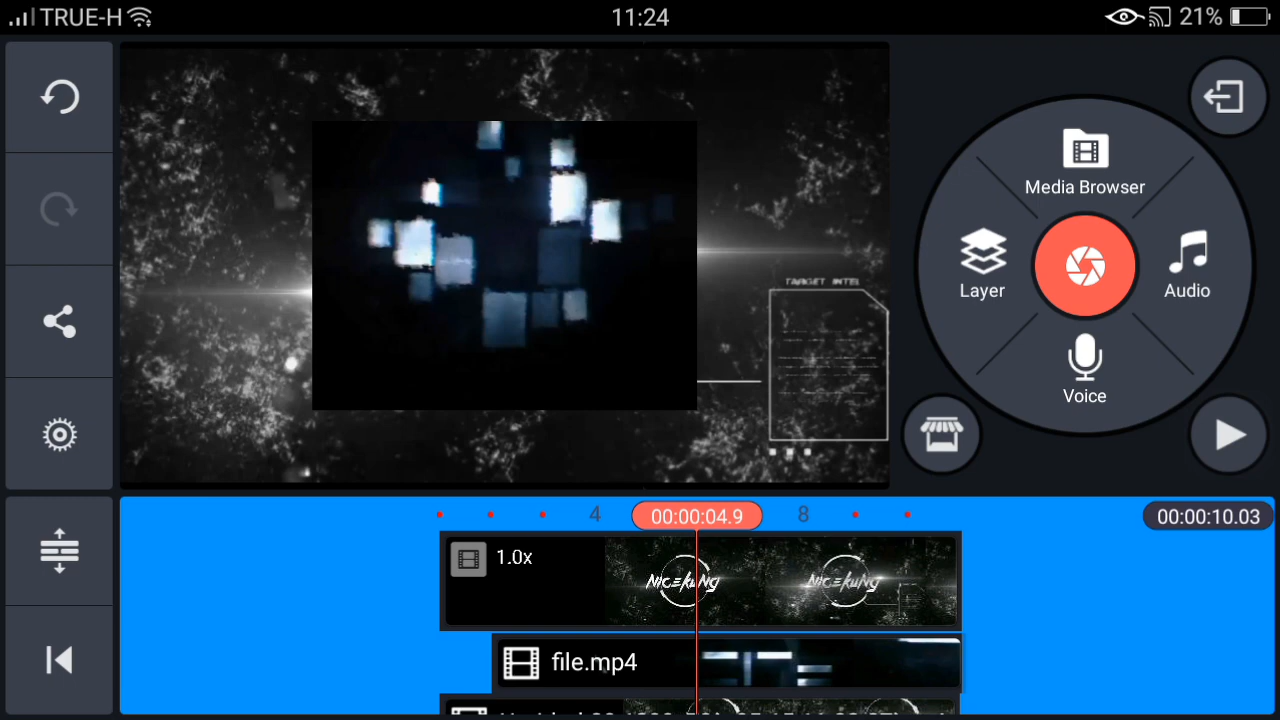 TRUE-H
11:24
21%
Media Browser
Layer
Audio
Voice
TARGET INTEL
4
00:00:04.9
8
00:00:10.03
1.0x
NICEKUNG
NICEKUNG
file.mp4